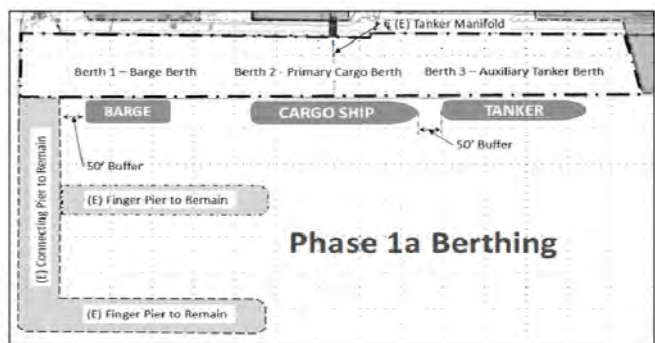 ℄ (E) Tanker Manifold
Berth 1 – Barge Berth
Berth 2 - Primary Cargo Berth
Berth 3 – Auxiliary Tanker Berth
BARGE
CARGO SHIP
TANKER
50' Buffer
50' Buffer
(E) Connecting Pier to Remain
(E) Finger Pier to Remain
Phase 1a Berthing
(E) Finger Pier to Remain